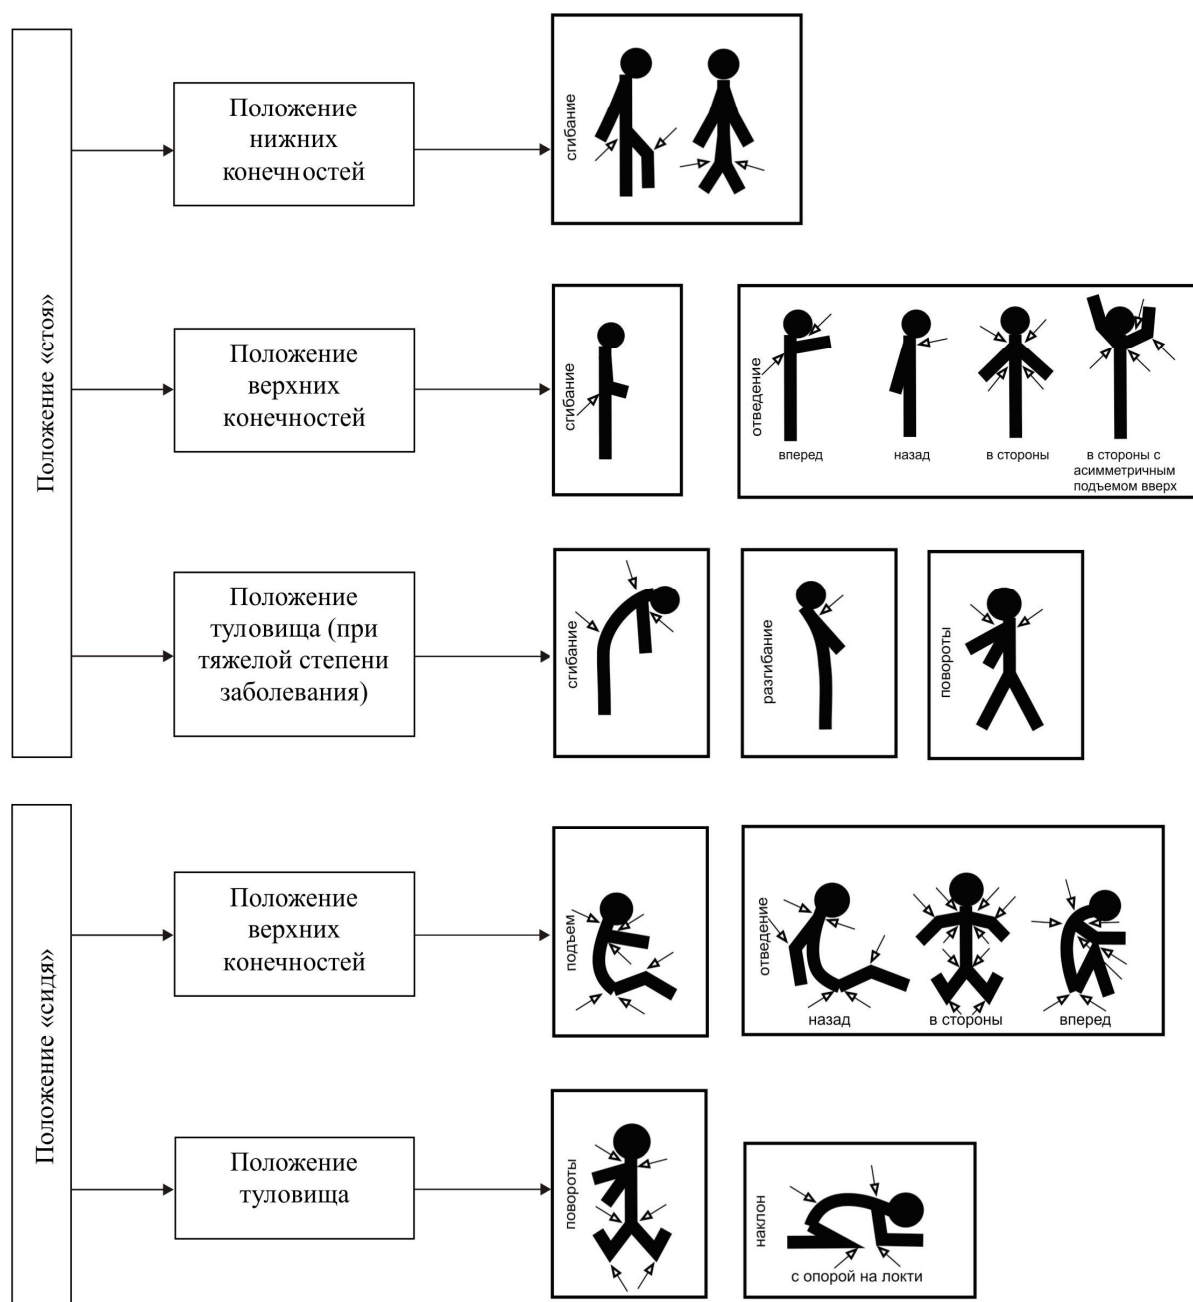 Положение «стоя»
Положение
нижних
конечностей
сгибание
Положение
верхних
конечностей
сгибание
отведение
вперед
назад
в стороны
в стороны с
асимметричным
подъемом вверх
Положение
туловища (при
тяжелой степени
заболевания)
сгибание
разгибание
повороты
Положение «сидя»
Положение
верхних
конечностей
подъем
отведение
назад
в стороны
вперед
Положение
туловища
повороты
наклон
с опорой на локти